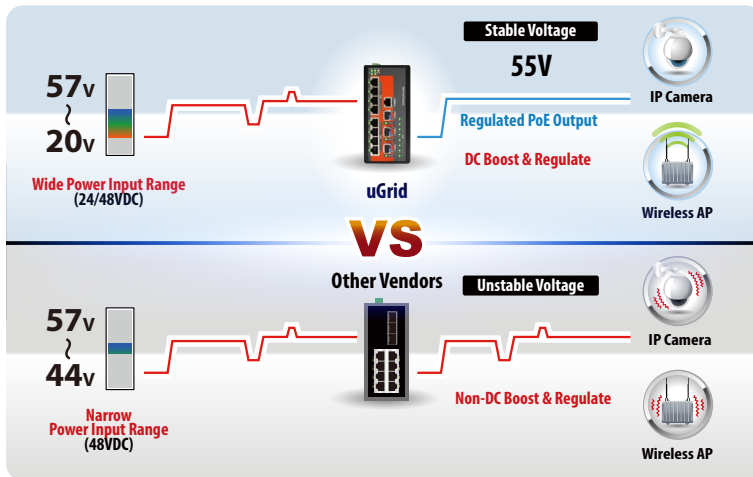 57v
~
20v
Wide Power Input Range
(24/48VDC)
uGrid
Stable Voltage
55V
Regulated PoE Output
DC Boost & Regulate
IP Camera
Wireless AP
VS
Other Vendors
57v
~
44v
Narrow
Power Input Range
(48VDC)
Unstable Voltage
Non-DC Boost & Regulate
IP Camera
Wireless AP